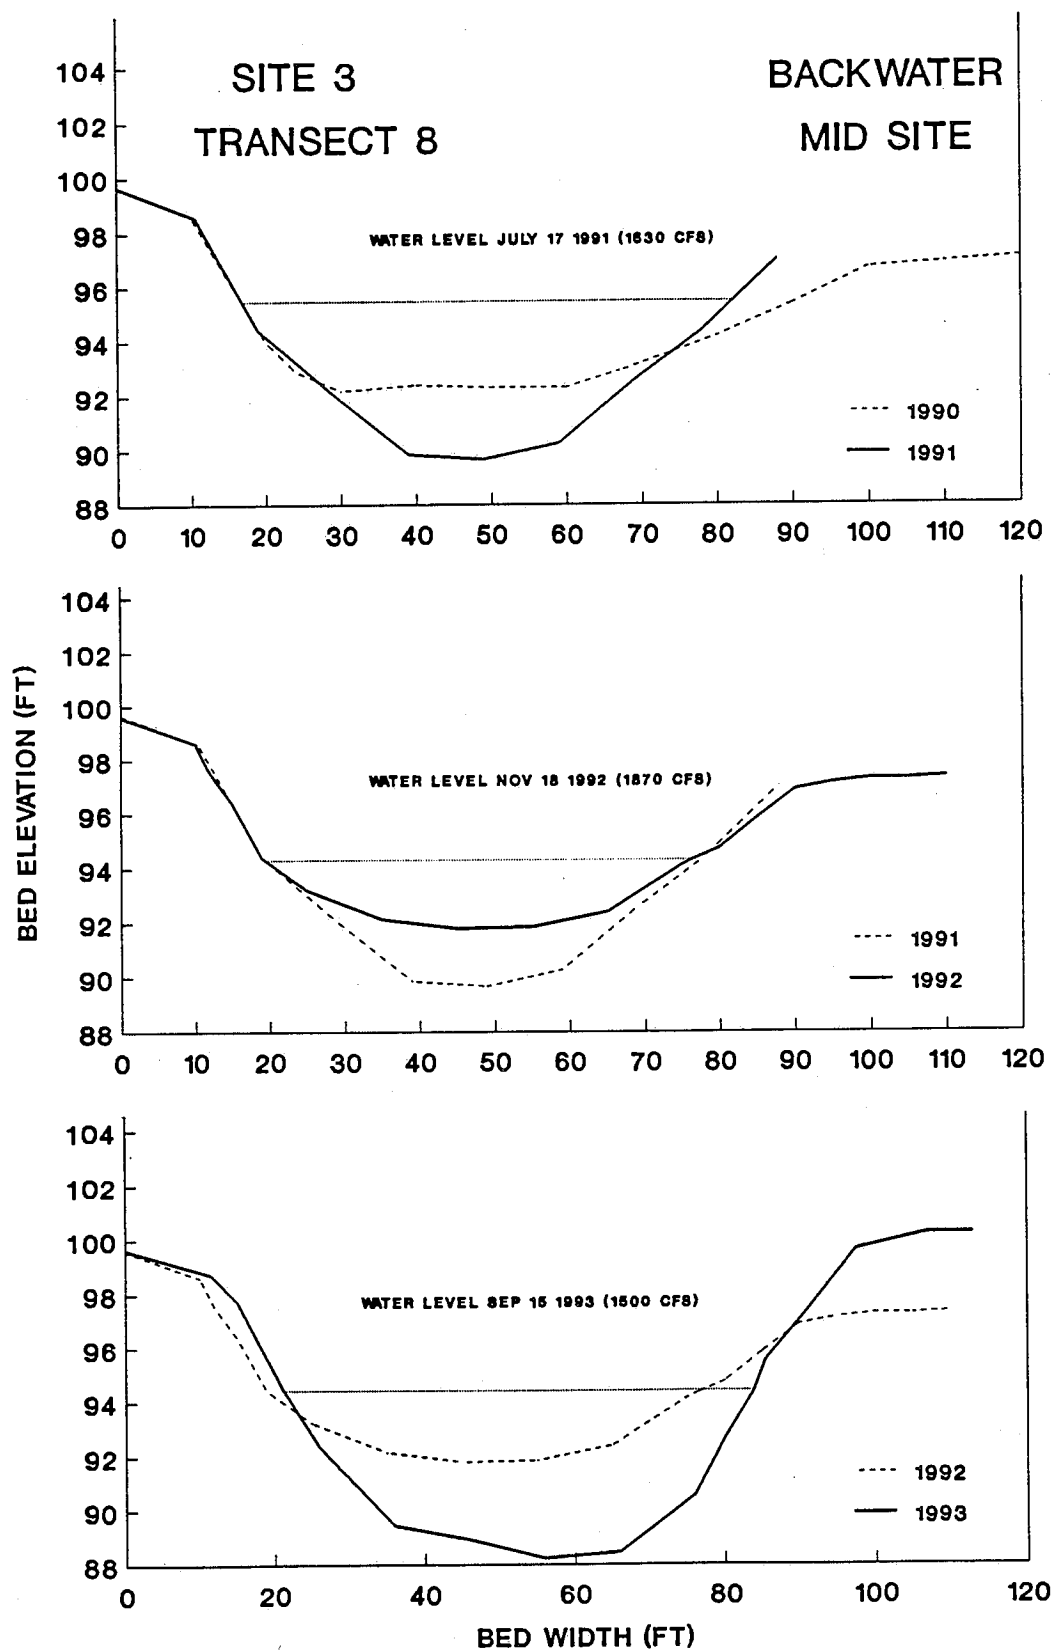 SITE 3
TRANSECT 8
BACKWATER
MID SITE
104
102
100
98
96
94
92
90
88
WATER LEVEL JULY 17 1991 (1630 CFS)
1990
1991
0 10 20 30 40 50 60 70 80 90 100 110 120
BED ELEVATION (FT)
104
102
100
98
96
94
92
90
88
WATER LEVEL NOV 18 1992 (1870 CFS)
1991
1992
0 10 20 30 40 50 60 70 80 90 100 110 120
104
102
100
98
96
94
92
90
88
WATER LEVEL SEP 15 1993 (1500 CFS)
1992
1993
0 20 40 60 80 100 120
BED WIDTH (FT)